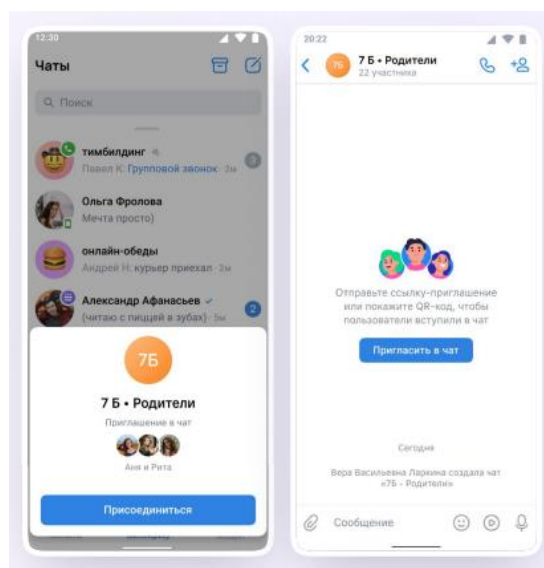 12:30
Чаты
Поиск
тимбилдинг
Павел К: Групповой звонок · 2м
3
Ольга Фролова
Мечта просто)
онлайн-обеды
Андрей Н: курьер приехал · 2м
Александр Афанасьев
(читаю с пиццей в зубах) · 5м
2
7Б
7 Б • Родители
Приглашение в чат
Аня и Рита
Присоединиться
20:22
7Б
7 Б • Родители
22 участника
Отправьте ссылку-приглашение
или покажите QR-код, чтобы
пользователи вступили в чат
Пригласить в чат
Сегодня
Вера Васильевна Ларкина создала чат
«7Б - Родители»
Сообщение